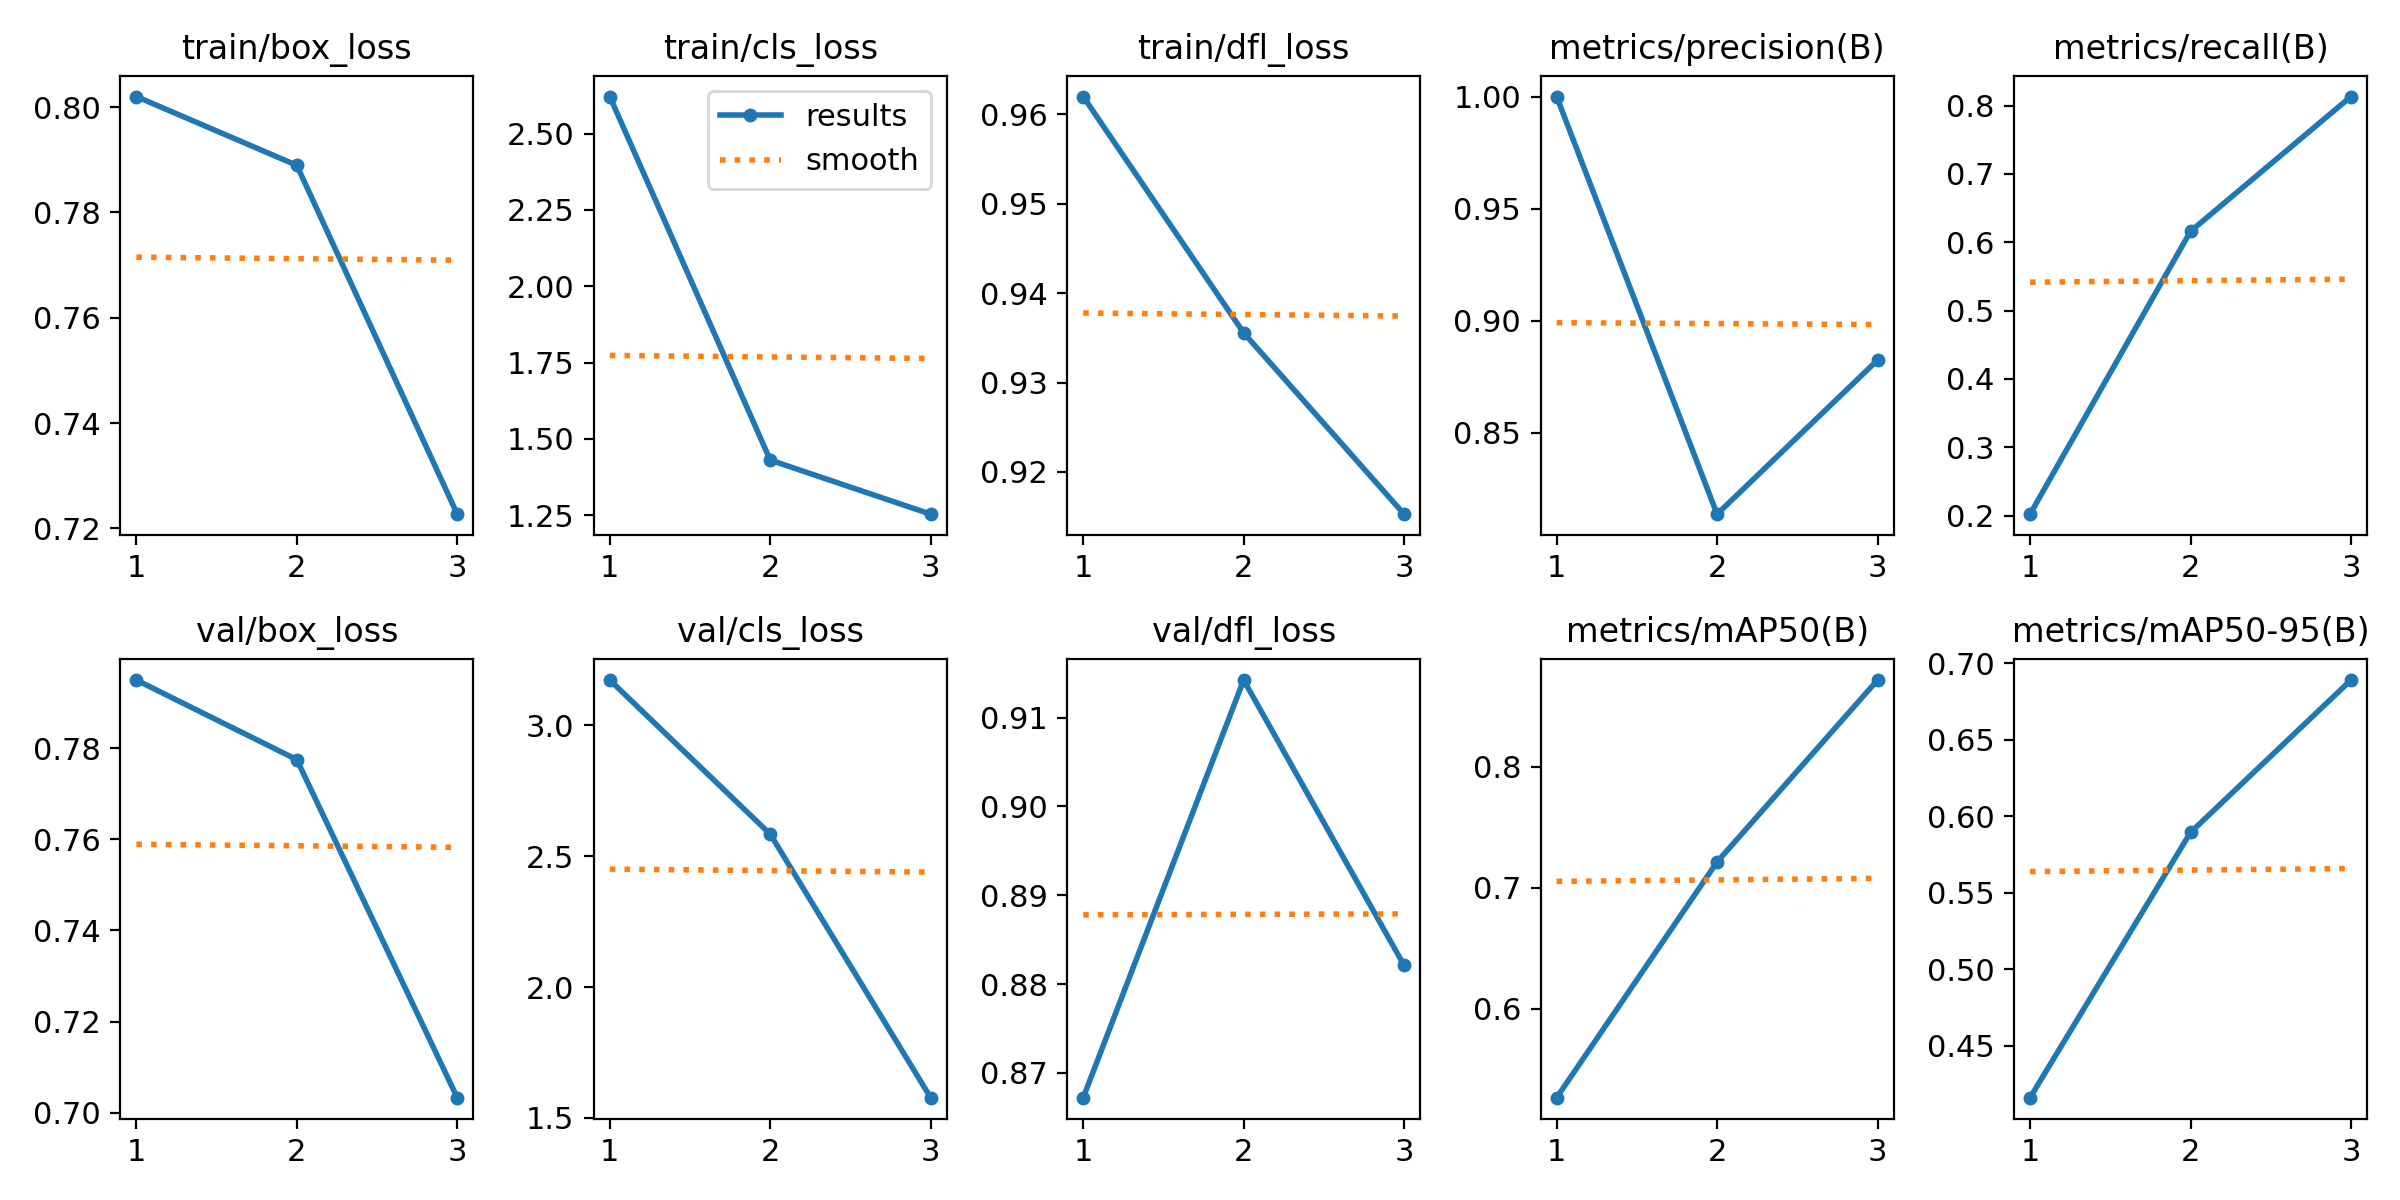 train/box_loss
0.80
0.78
0.76
0.74
0.72
1 2 3
train/cls_loss
results
smooth
2.50
2.25
2.00
1.75
1.50
1.25
1 2 3
train/dfl_loss
0.96
0.95
0.94
0.93
0.92
1 2 3
metrics/precision(B)
1.00
0.95
0.90
0.85
1 2 3
metrics/recall(B)
0.8
0.7
0.6
0.5
0.4
0.3
0.2
1 2 3
val/box_loss
0.78
0.76
0.74
0.72
0.70
1 2 3
val/cls_loss
3.0
2.5
2.0
1.5
1 2 3
val/dfl_loss
0.91
0.90
0.89
0.88
0.87
1 2 3
metrics/mAP50(B)
0.8
0.7
0.6
1 2 3
metrics/mAP50-95(B)
0.70
0.65
0.60
0.55
0.50
0.45
1 2 3